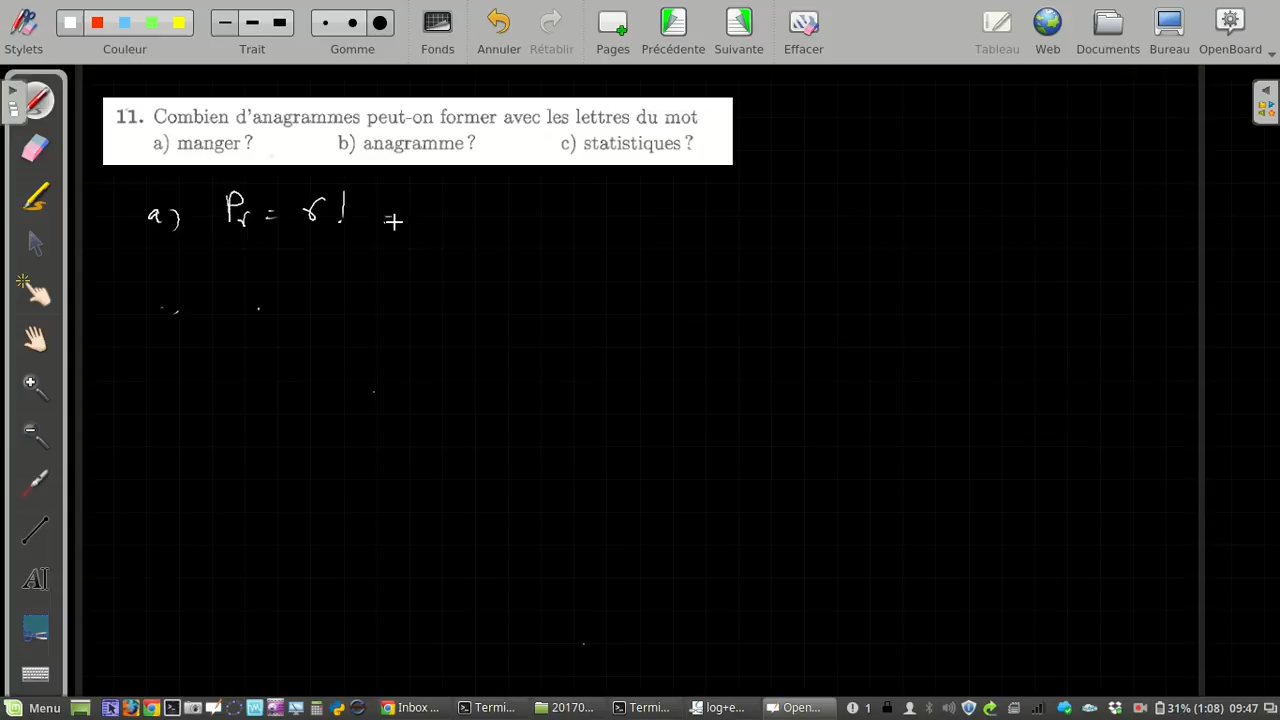 Stylets Couleur Trait Gomme Fonds Annuler Rétablir Pages Précédente Suivante Effacer Tableau Web Documents Bureau OpenBoard
11. Combien d'anagrammes peut-on former avec les lettres du mot
a) manger ? b) anagramme ? c) statistiques ?
a) Pr = r !
Menu Inbox ... Termi... 20170... Termi... log+e... Open... 1 31% (1:08) 09:47